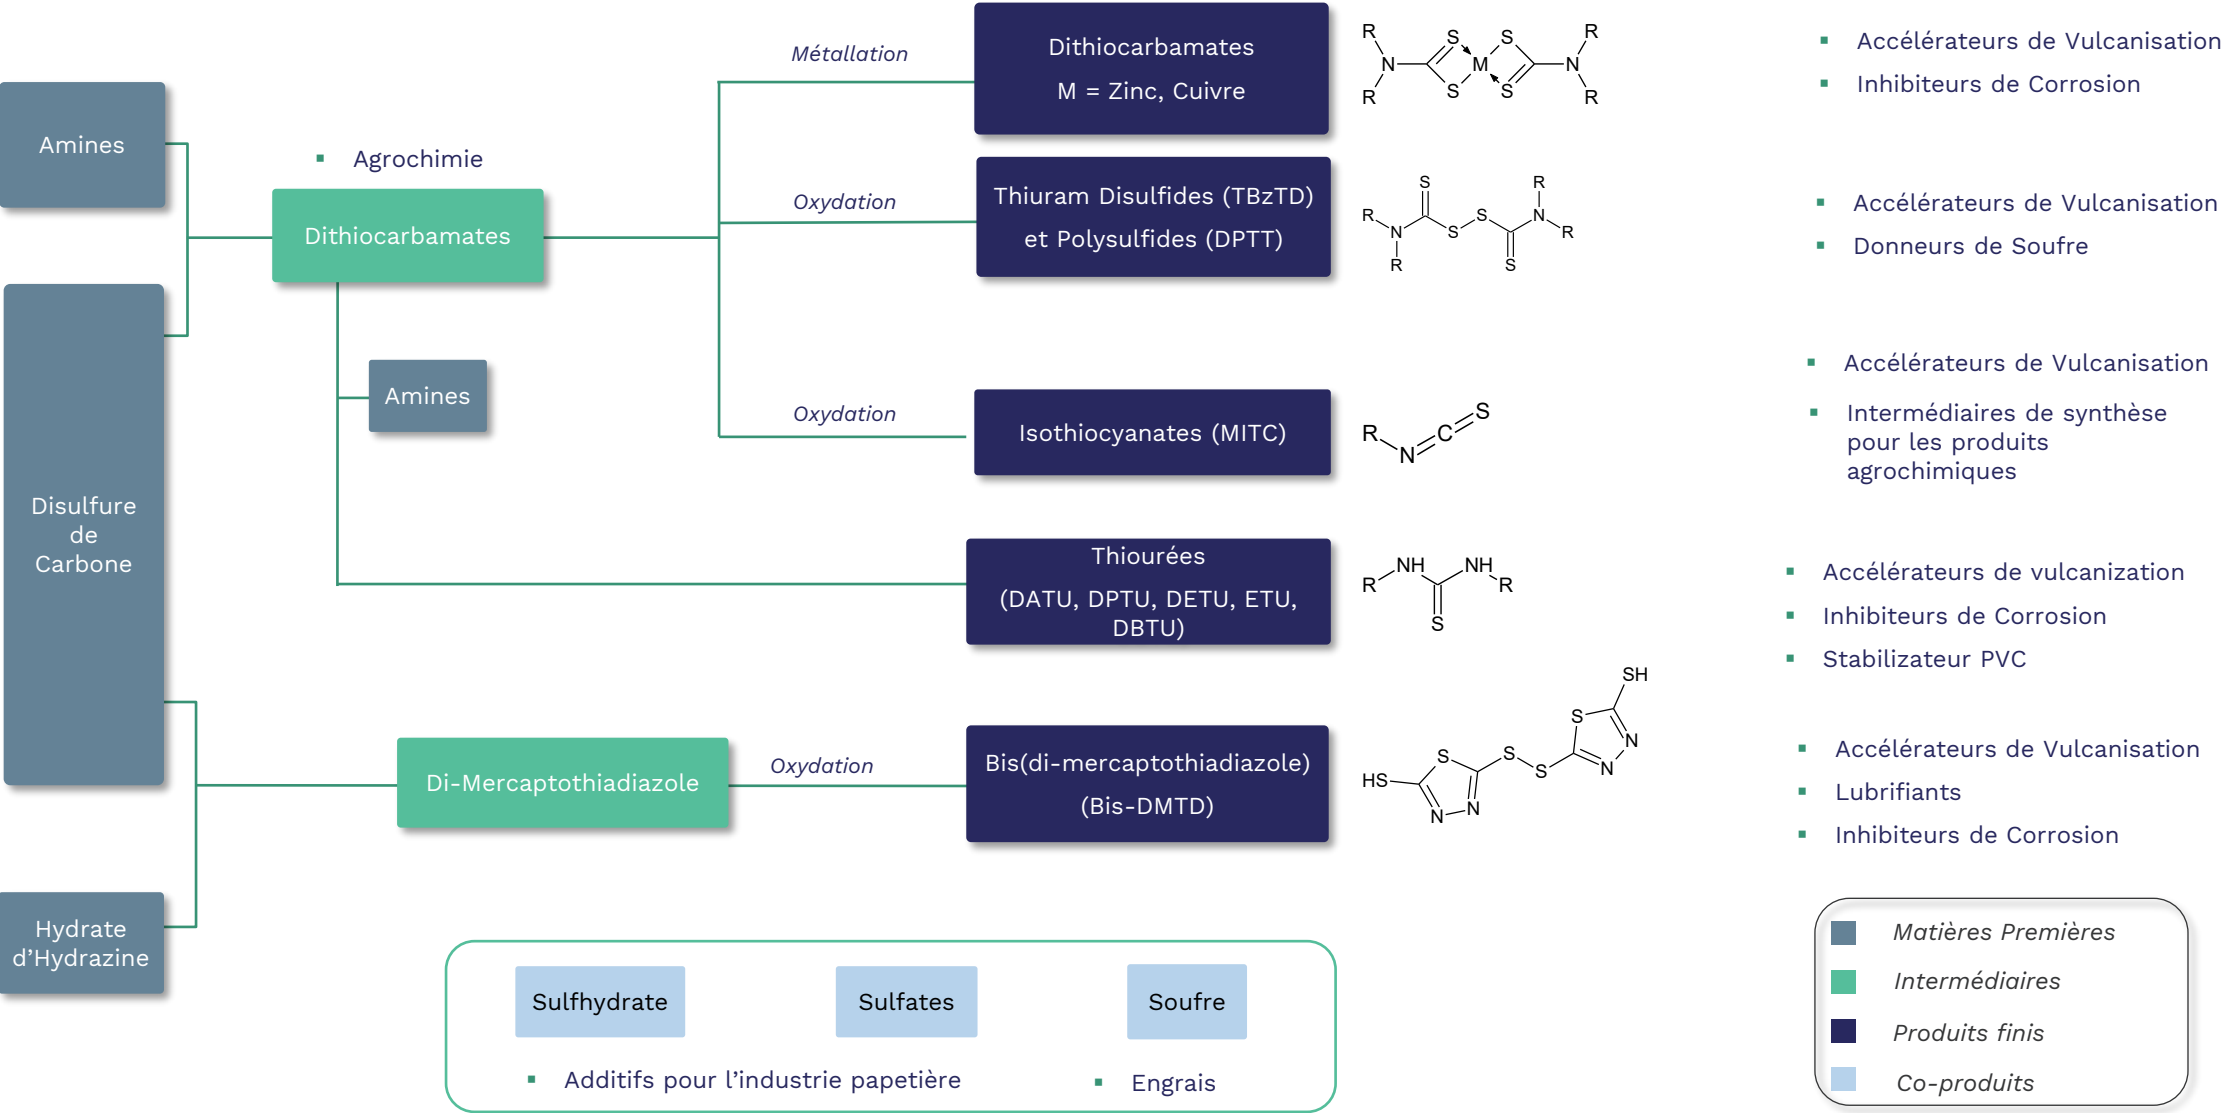 Amines
Disulfure
de
Carbone
Hydrate
d'Hydrazine
▪ Agrochimie
Dithiocarbamates
Amines
Di-Mercaptothiadiazole
Métallation
Oxydation
Oxydation
Oxydation
Dithiocarbamates
M = Zinc, Cuivre
R
R
N
S
S
M
S
S
N
R
R
▪ Accélérateurs de Vulcanisation
▪ Inhibiteurs de Corrosion
Thiuram Disulfides (TBzTD)
et Polysulfides (DPTT)
S
R
N
R
S
S
S
R
N
R
▪ Accélérateurs de Vulcanisation
▪ Donneurs de Soufre
Isothiocyanates (MITC)
R
N
C
S
▪ Accélérateurs de Vulcanisation
▪ Intermédiaires de synthèse
pour les produits
agrochimiques
Thiourées
(DATU, DPTU, DETU, ETU,
DBTU)
R
NH
S
NH
R
▪ Accélérateurs de vulcanization
▪ Inhibiteurs de Corrosion
▪ Stabilizateur PVC
Bis(di-mercaptothiadiazole)
(Bis-DMTD)
HS
S
N
N
S
S
S
N
N
SH
▪ Accélérateurs de Vulcanisation
▪ Lubrifiants
▪ Inhibiteurs de Corrosion
Sulfhydrate
Sulfates
Soufre
▪ Additifs pour l'industrie papetière
▪ Engrais
Matières Premières
Intermédiaires
Produits finis
Co-produits